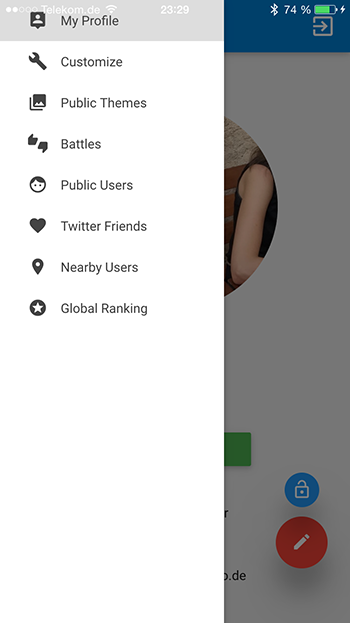 Telekom.de 23:29 74 %
My Profile
Customize
Public Themes
Battles
Public Users
Twitter Friends
Nearby Users
Global Ranking
r
o.de